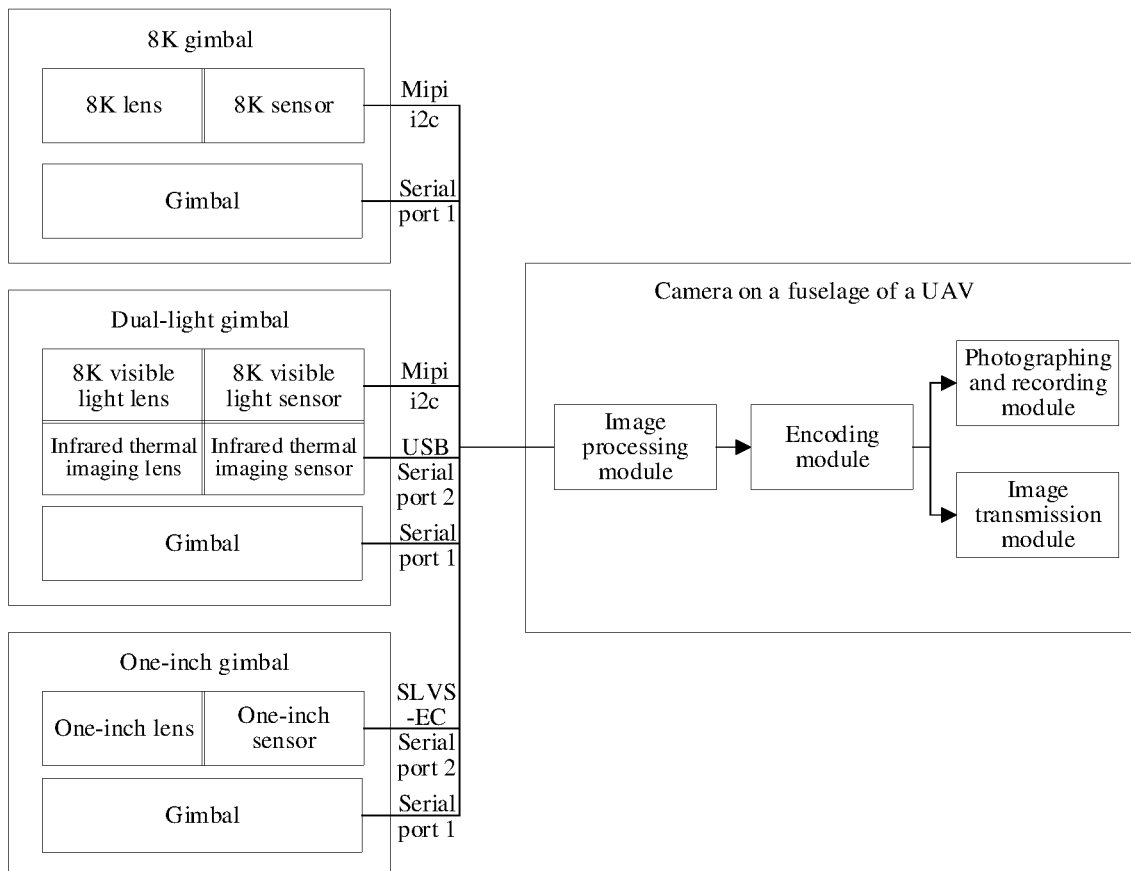 8K gimbal
8K lens
8K sensor
Mipi
i2c
Gimbal
Serial
port 1
Dual-light gimbal
8K visible
light lens
8K visible
light sensor
Mipi
i2c
Infrared thermal
imaging lens
Infrared thermal
imaging sensor
USB
Serial
port 2
Gimbal
Serial
port 1
One-inch gimbal
One-inch lens
One-inch
sensor
SLVS
-EC
Serial
port 2
Gimbal
Serial
port 1
Camera on a fuselage of a UAV
Image
processing
module
Encoding
module
Photographing
and recording
module
Image
transmission
module